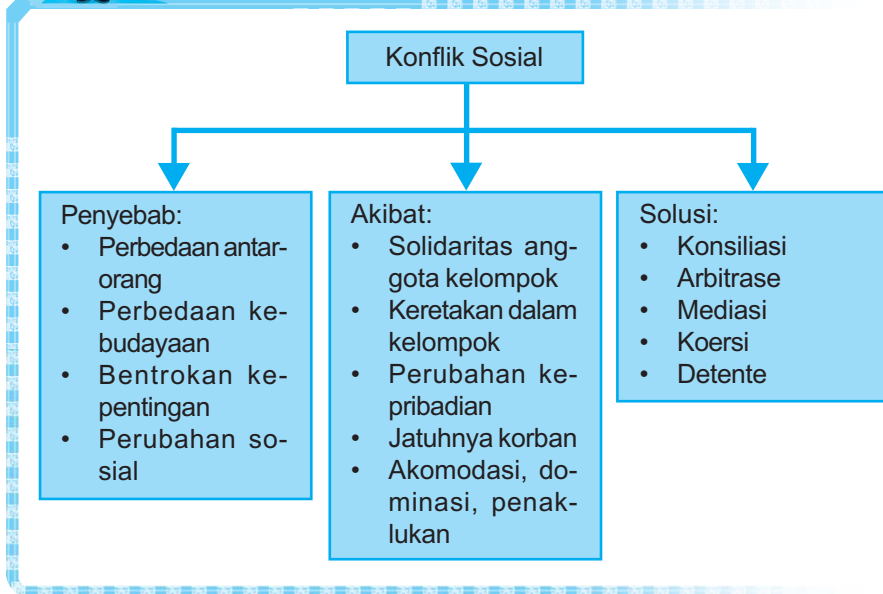 Konflik Sosial
Penyebab:
• Perbedaan antar-
orang
• Perbedaan ke-
budayaan
• Bentrokan ke-
pentingan
• Perubahan so-
sial
Akibat:
• Solidaritas ang-
gota kelompok
• Keretakan dalam
kelompok
• Perubahan ke-
pribadian
• Jatuhnya korban
• Akomodasi, do-
minasi, penak-
lukan
Solusi:
• Konsiliasi
• Arbitrase
• Mediasi
• Koersi
• Detente